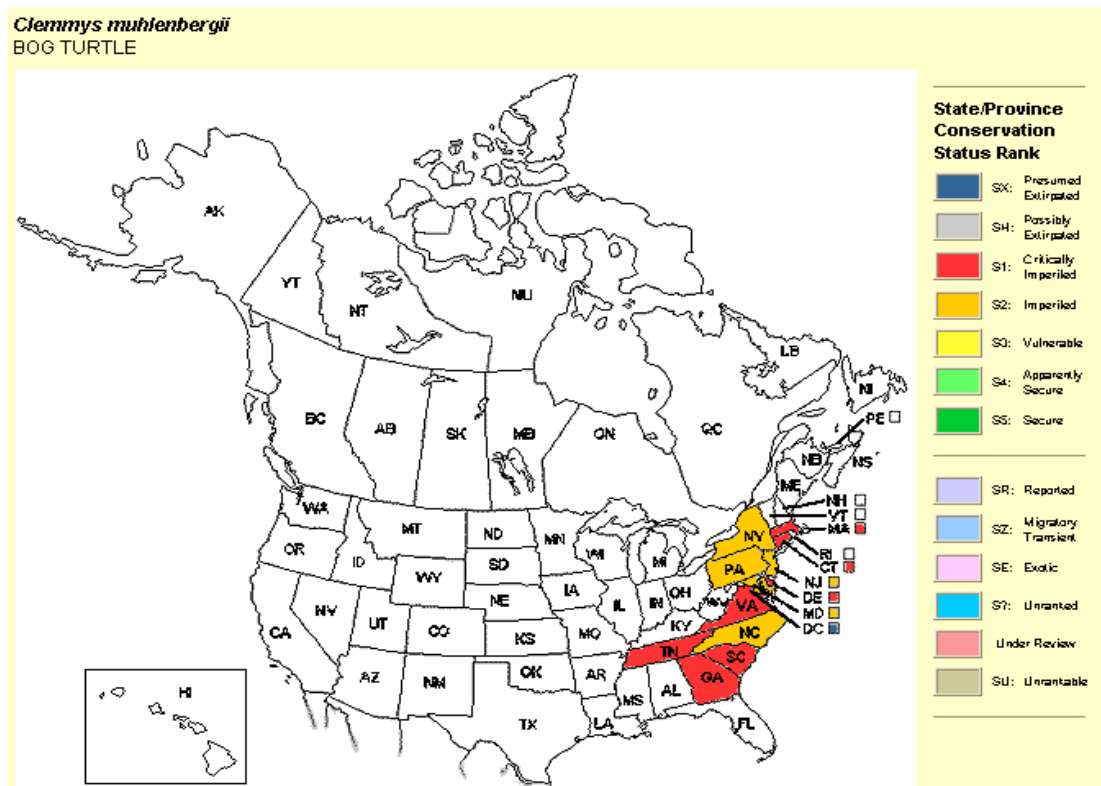 Clemmys muhlenbergii
BOG TURTLE
State/Province
Conservation
Status Rank
SX: Presumed
Extirpated
SH: Possibly
Extirpated
S1: Critically
Imperiled
S2: Imperiled
S3: Vulnerable
S4: Apparently
Secure
S5: Secure
SR: Reported
SZ: Migratory
Transient
SE: Exotic
S?: Unranked
Under Review
SU: Unrankable
AK
YT
NT
NU
BC
AB
SK
MB
ON
QC
LB
NF
PE
NB
NS
ME
NH
VT
MA
RI
CT
NJ
DE
MD
DC
WA
MT
ND
MN
OR
ID
WY
SD
WI
MI
NY
PA
NV
UT
CO
NE
IA
IL
IN
OH
WV
VA
CA
KS
MO
KY
NC
TN
SC
AZ
NM
OK
AR
MS
AL
GA
TX
LA
FL
HI